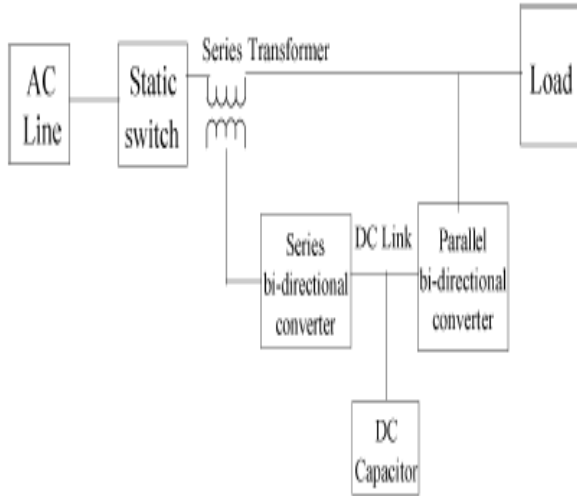 AC
Line
Static
switch
Series Transformer
Load
Series
bi-directional
converter
DC Link
Parallel
bi-directional
converter
DC
Capacitor